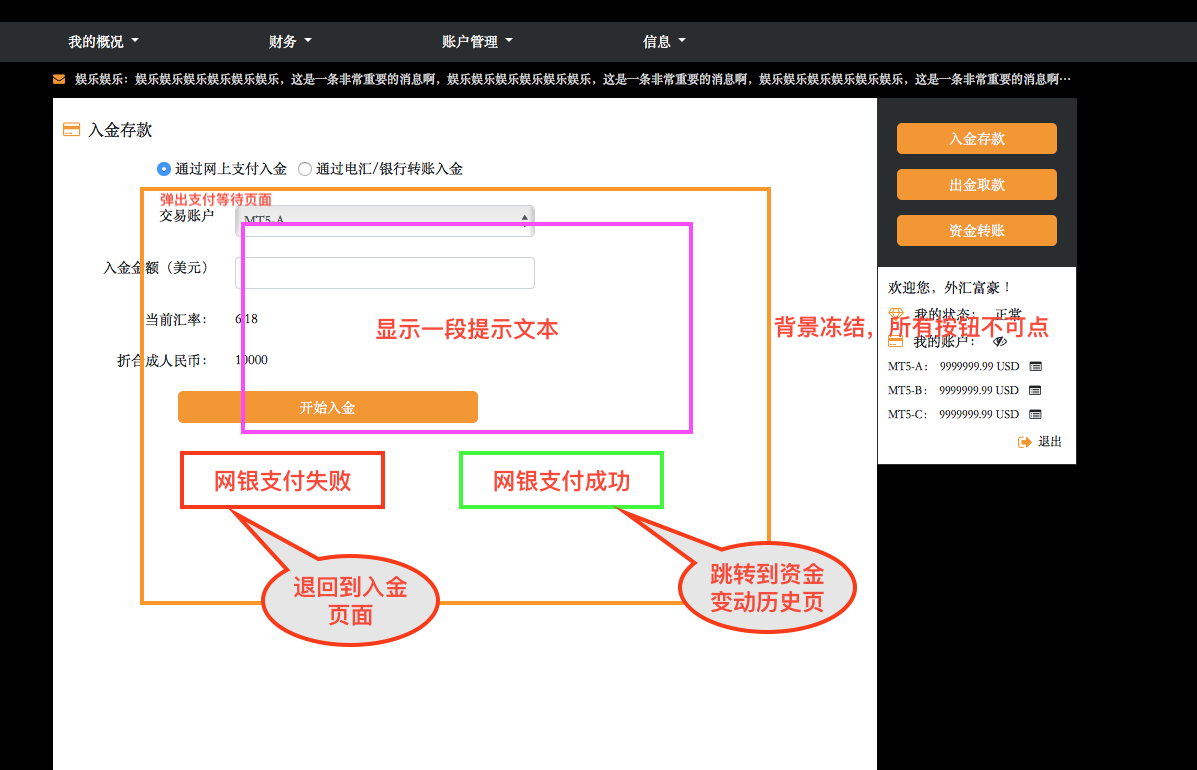 我的概况 财务 账户管理 信息
娱乐娱乐：娱乐娱乐娱乐娱乐娱乐娱乐，这是一条非常重要的消息啊，娱乐娱乐娱乐娱乐娱乐娱乐，这是一条非常重要的消息啊，娱乐娱乐娱乐娱乐娱乐娱乐，这是一条非常重要的消息啊…
入金存款
通过网上支付入金 通过电汇/银行转账入金
弹出支付等待页面
交易账户 MT5-A
入金金额（美元）
当前汇率： 6.18
折合成人民币： 10000
开始入金
显示一段提示文本
网银支付失败
网银支付成功
退回到入金
页面
跳转到资金
变动历史页
背景冻结，所有按钮不可点
入金存款
出金取款
资金转账
欢迎您，外汇富豪！
我的状态： 正常
我的账户：
MT5-A： 9999999.99 USD
MT5-B： 9999999.99 USD
MT5-C： 9999999.99 USD
退出